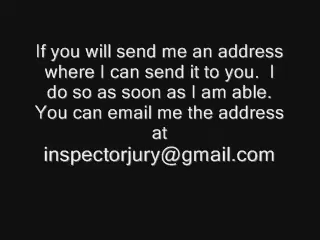 If you will send me an address
where I can send it to you.  I
do so as soon as I am able.
You can email me the address
at
inspectorjury@gmail.com